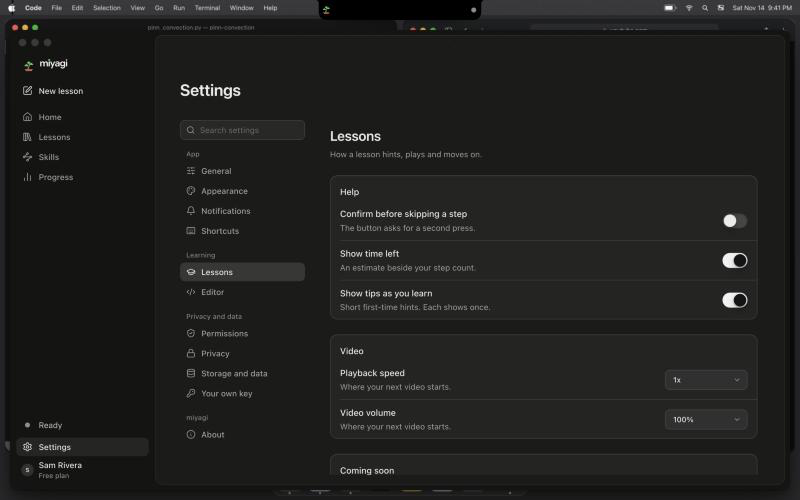 Code File Edit Selection View Go Run Terminal Window Help
Sat Nov 14 9:41 PM
pinn_convection.py — pinn-convection
miyagi
New lesson
Home
Lessons
Skills
Progress
Ready
Settings
S
Sam Rivera
Free plan
Settings
Search settings
App
General
Appearance
Notifications
Shortcuts
Learning
Lessons
Editor
Privacy and data
Permissions
Privacy
Storage and data
Your own key
miyagi
About
Lessons
How a lesson hints, plays and moves on.
Help
Confirm before skipping a step
The button asks for a second press.
Show time left
An estimate beside your step count.
Show tips as you learn
Short first-time hints. Each shows once.
Video
Playback speed
Where your next video starts.
1x
Video volume
Where your next video starts.
100%
Coming soon